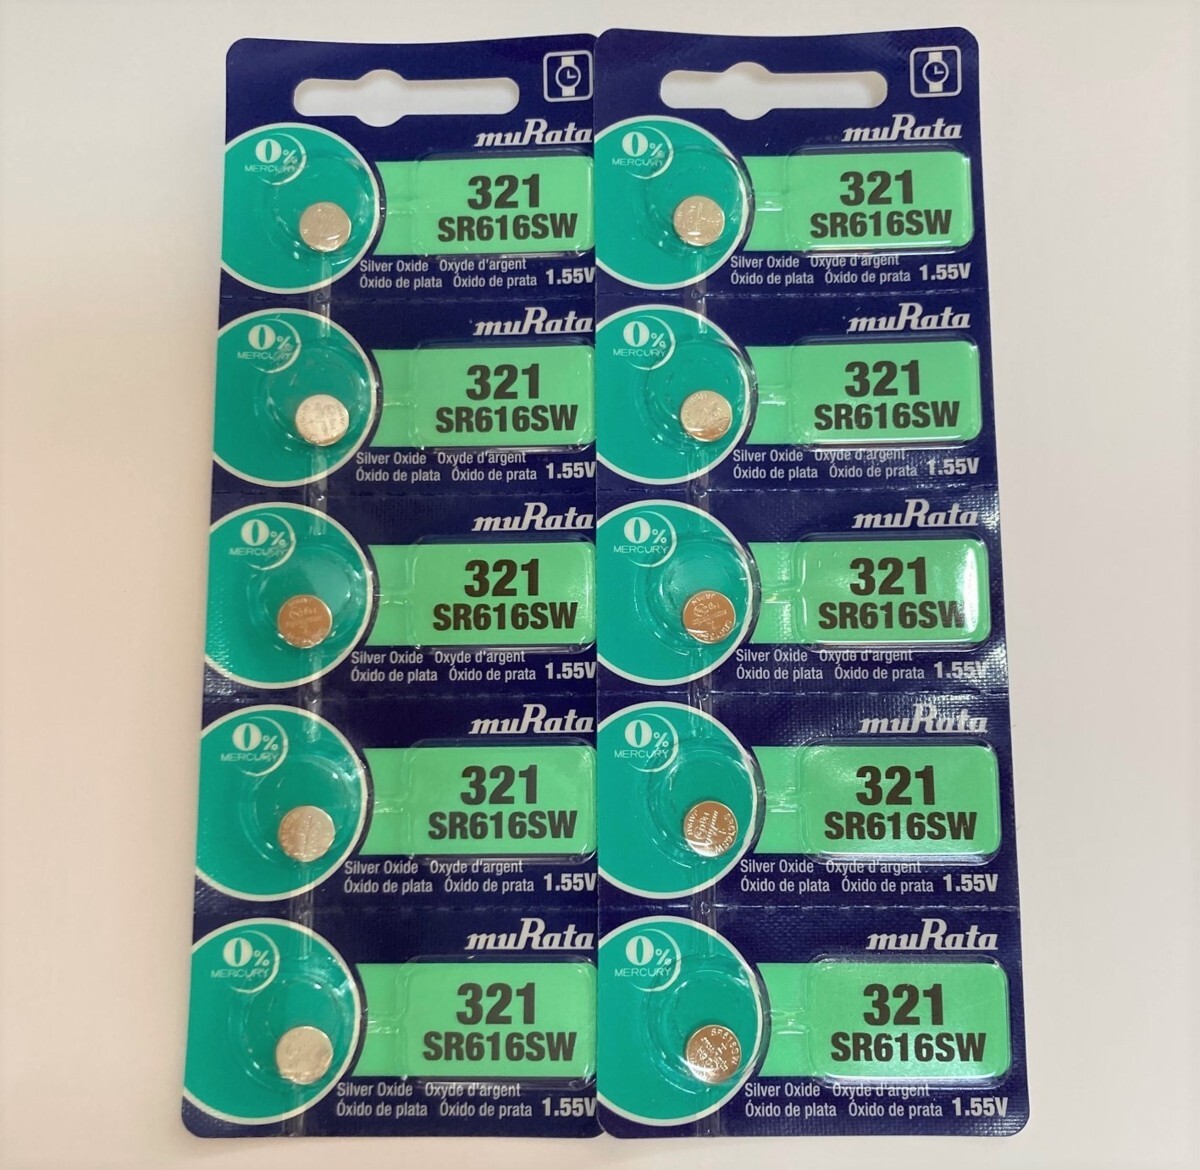 muRata
0%
MERCURY
321
SR616SW
Silver Oxide Oxyde d'argent
Óxido de plata Óxido de prata 1.55V
muRata
0%
MERCURY
321
SR616SW
Silver Oxide Oxyde d'argent
Óxido de plata Óxido de prata 1.55V
muRata
0%
MERCURY
321
SR616SW
Silver Oxide Oxyde d'argent
Óxido de plata Óxido de prata 1.55V
muRata
0%
MERCURY
321
SR616SW
Silver Oxide Oxyde d'argent
Óxido de plata Óxido de prata 1.55V
muRata
0%
MERCURY
321
SR616SW
Silver Oxide Oxyde d'argent
Óxido de plata Óxido de prata 1.55V
muRata
0%
MERCURY
321
SR616SW
Silver Oxide Oxyde d'argent
Óxido de plata Óxido de prata 1.55V
muRata
0%
MERCURY
321
SR616SW
Silver Oxide Oxyde d'argent
Óxido de plata Óxido de prata 1.55V
muRata
0%
MERCURY
321
SR616SW
Silver Oxide Oxyde d'argent
Óxido de plata Óxido de prata 1.55V
muRata
0%
MERCURY
321
SR616SW
Silver Oxide Oxyde d'argent
Óxido de plata Óxido de prata 1.55V
muRata
0%
MERCURY
321
SR616SW
SR616SW
Silver Oxide Oxyde d'argent
Óxido de plata Óxido de prata 1.55V